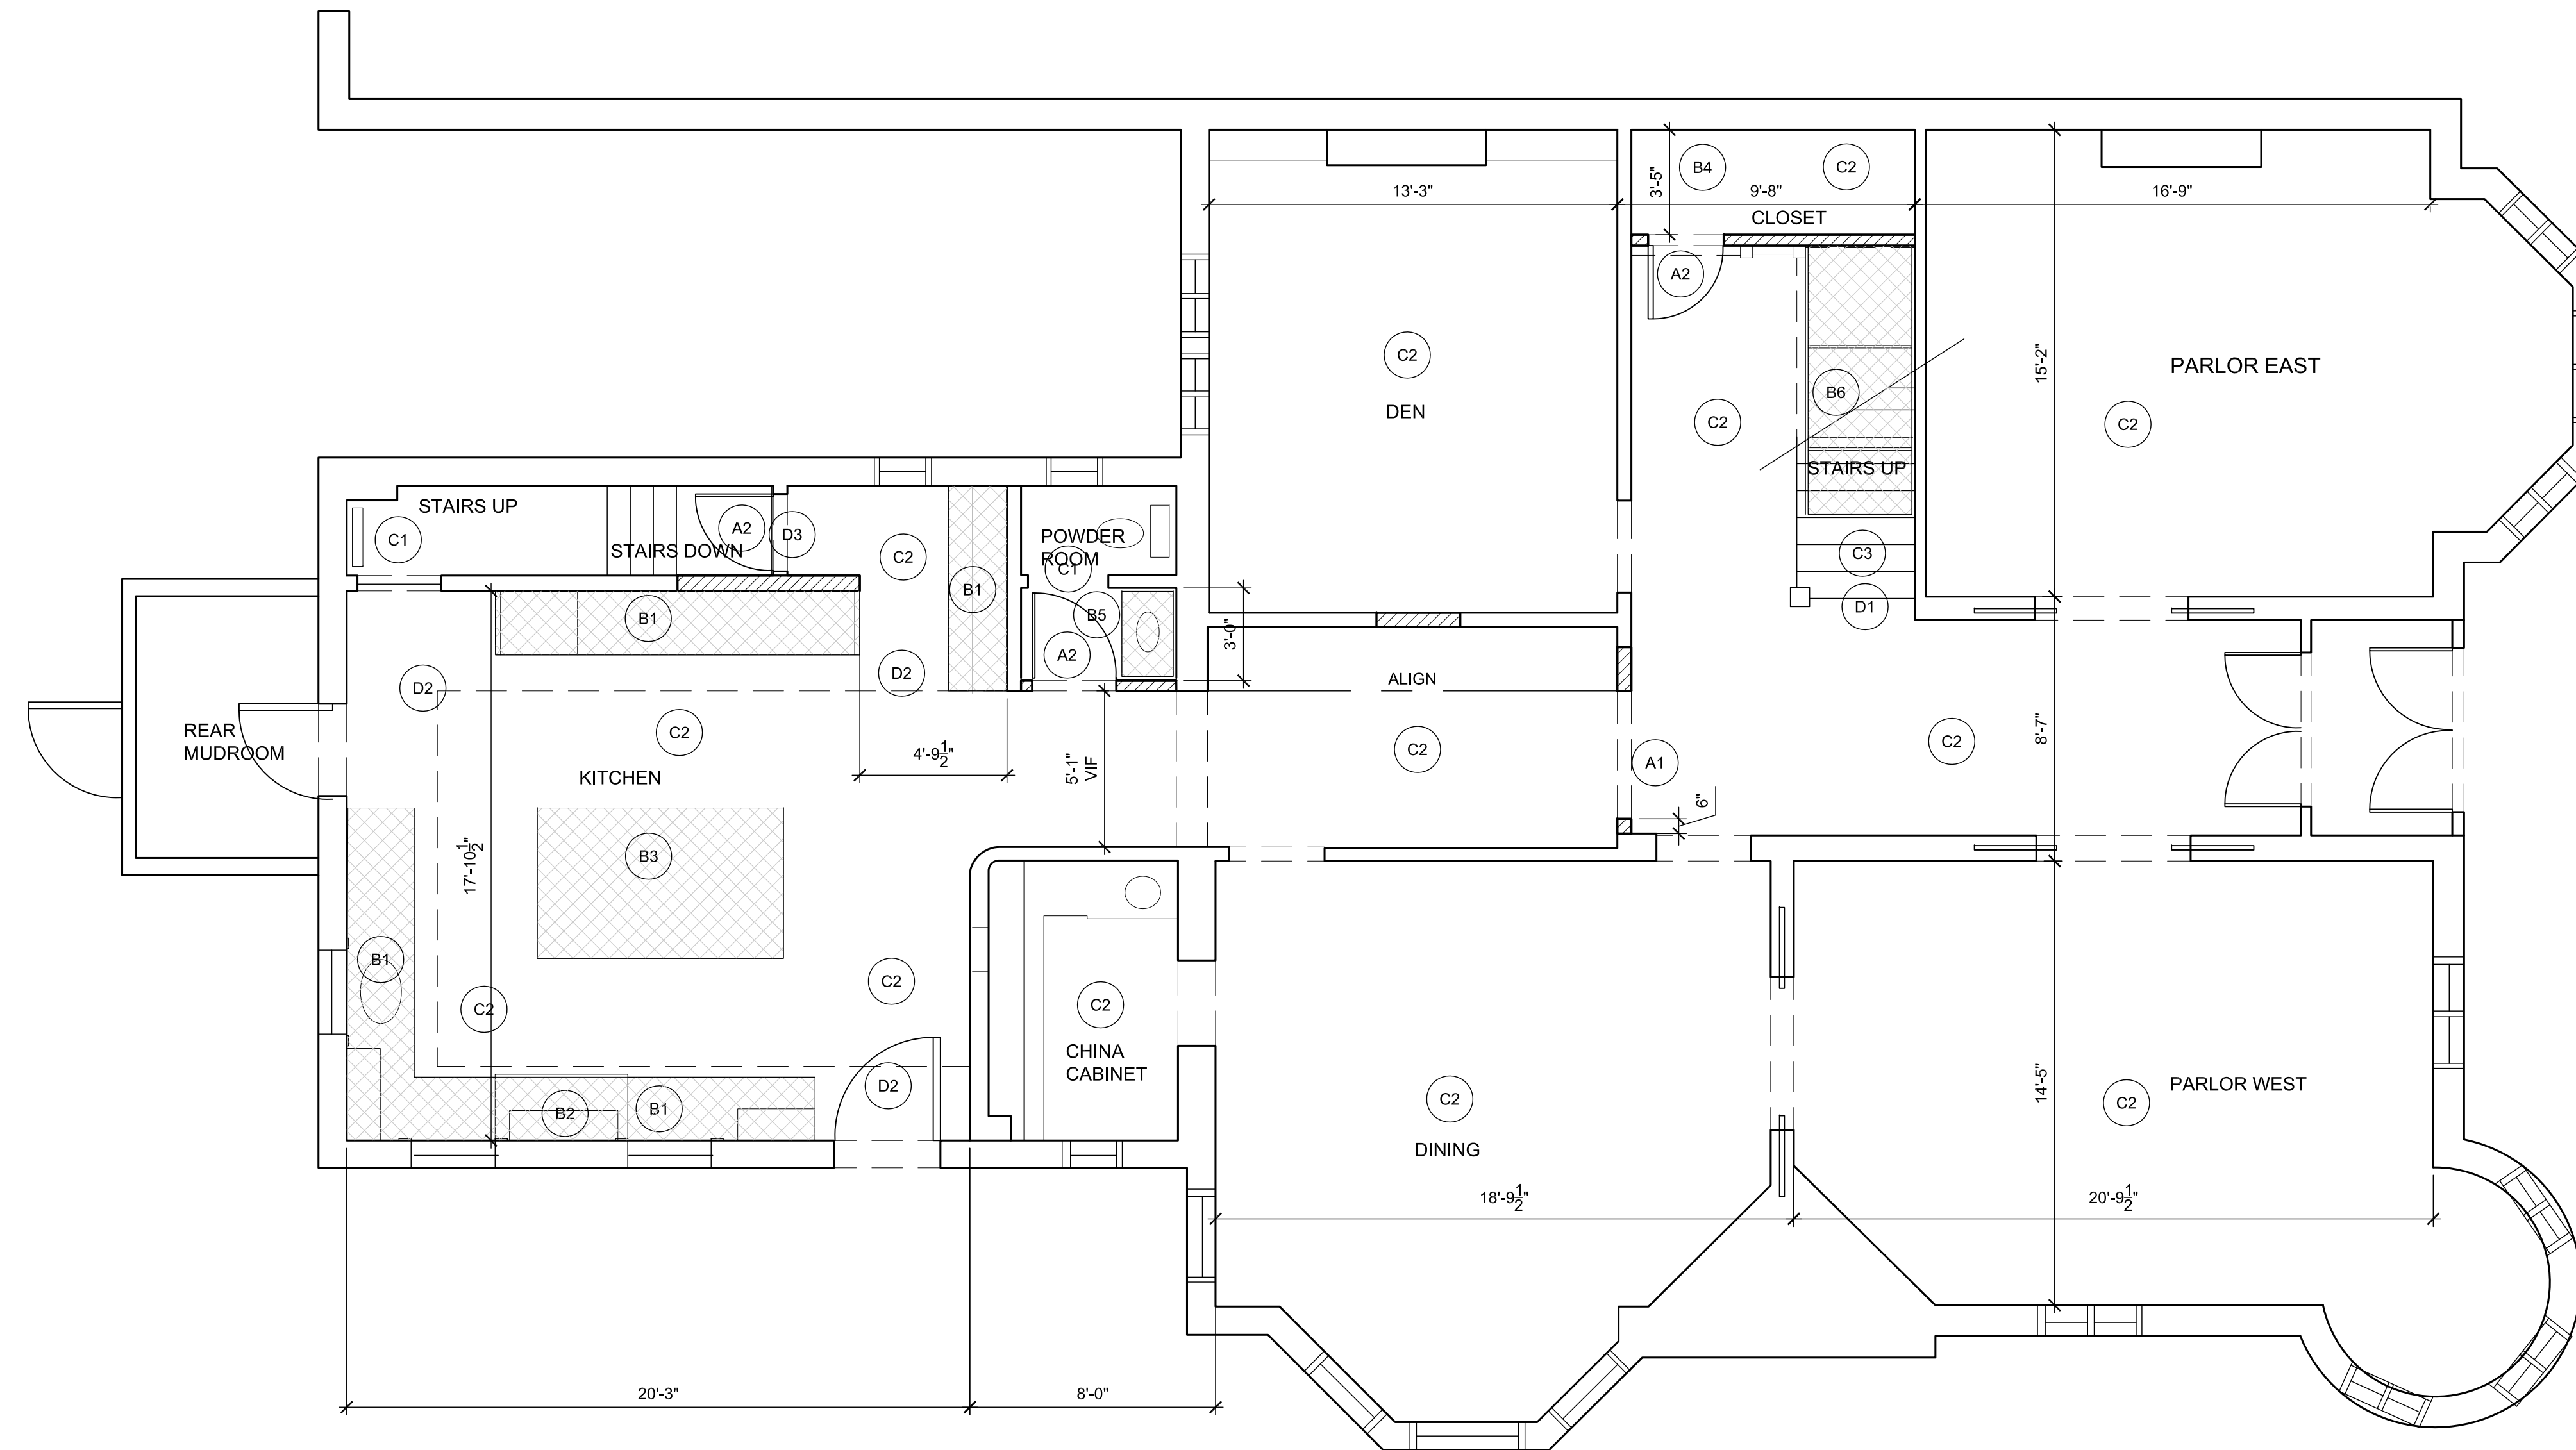 B4
C2
3'-5"
13'-3"
9'-8"
16'-9"
CLOSET
A2
C2
15'-2"
PARLOR EAST
B6
DEN
C2
C2
STAIRS UP
STAIRS UP
C1
A2
D3
STAIRS DOWN
C2
POWDER
ROOM
C1
C3
B1
B1
B5
D1
3'-0"
A2
D2
D2
ALIGN
REAR
MUDROOM
C2
KITCHEN
4'-9 1/2"
5'-1"
VIF
C2
A1
C2
8'-7"
6"
B3
17'-10 1/2"
B1
C2
C2
C2
CHINA
CABINET
D2
B2
B1
C2
DINING
14'-5"
C2
PARLOR WEST
18'-9 1/2"
20'-9 1/2"
20'-3"
8'-0"